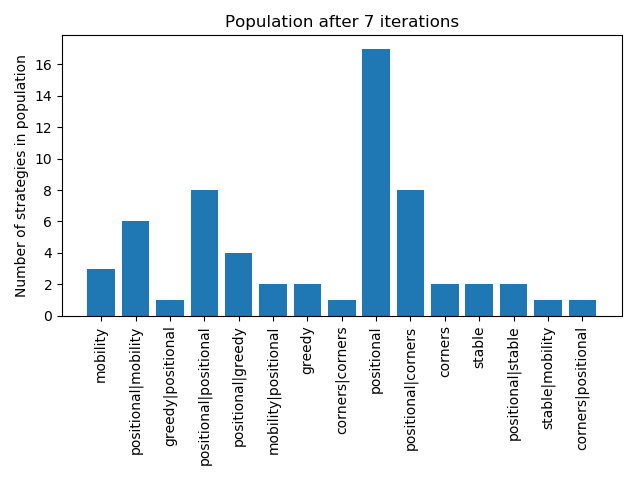 Population after 7 iterations
Number of strategies in population
16
14
12
10
8
6
4
2
0
mobility
positional|mobility
greedy|positional
positional|positional
positional|greedy
mobility|positional
greedy
corners|corners
positional
positional|corners
corners
stable
positional|stable
stable|mobility
corners|positional